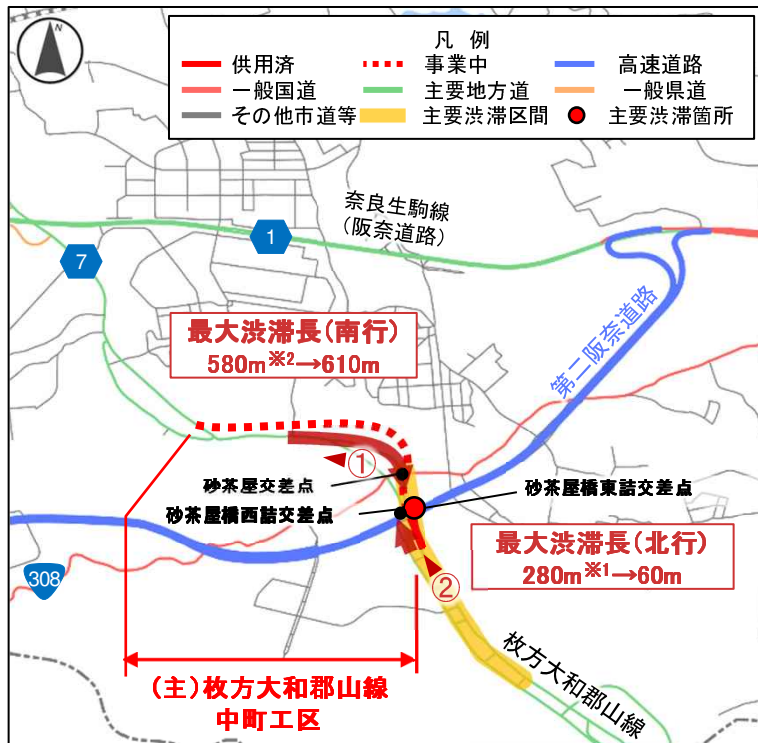 N
凡 例
供用済
事業中
高速道路
一般国道
主要地方道
一般県道
その他市道等
主要渋滞区間
主要渋滞箇所
奈良生駒線
(阪奈道路)
1
7
第二阪奈道路
最大渋滞長(南行)
580m※2→610m
①
砂茶屋交差点
砂茶屋橋西詰交差点
砂茶屋橋東詰交差点
最大渋滞長(北行)
280m※1→60m
②
308
枚方大和郡山線
(主)枚方大和郡山線
中町工区